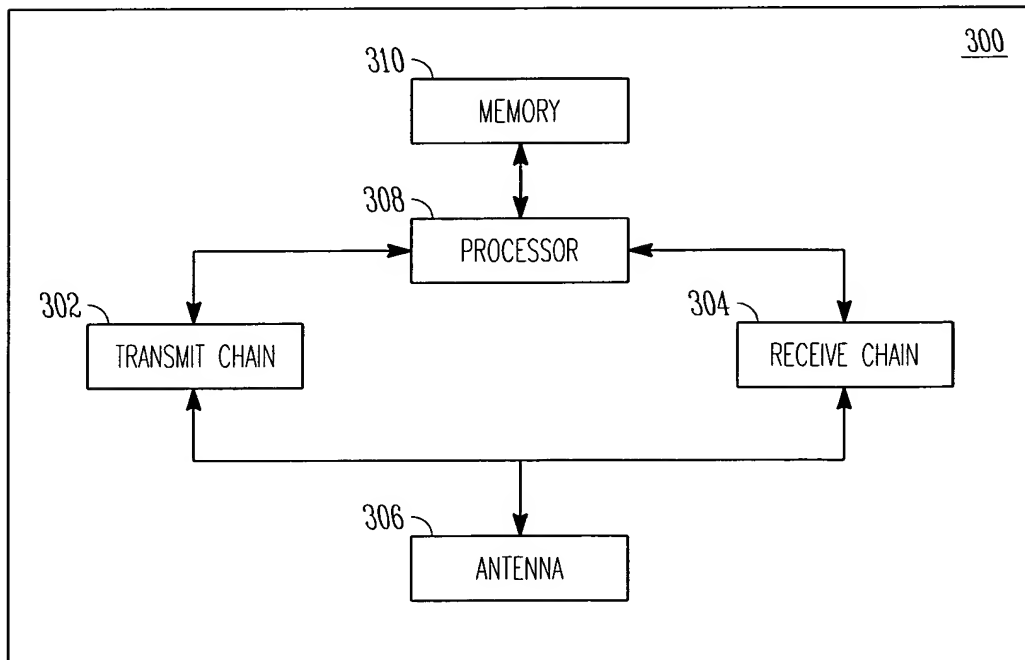 300
310
MEMORY
308
PROCESSOR
302
TRANSMIT CHAIN
304
RECEIVE CHAIN
306
ANTENNA